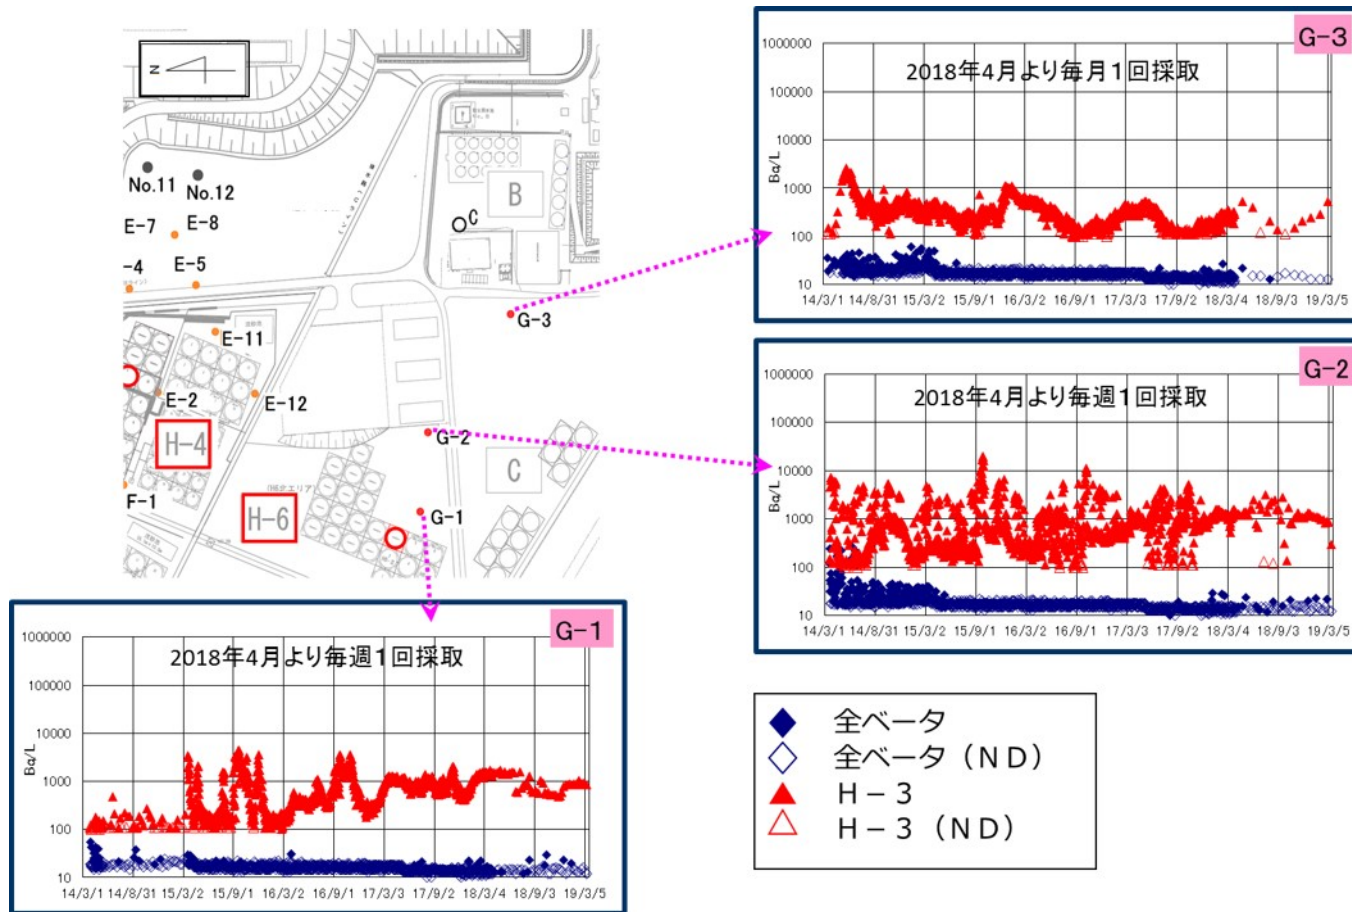 N
No.11
No.12
E-7
E-8
-4
E-5
B
C
G-3
E-11
E-2
E-12
H-4
G-2
C
F-1
H-6
G-1
G-3
2018年4月より毎月1回採取
Bq/L
1000000
100000
10000
1000
100
10
14/3/1 14/8/31 15/3/2 15/9/1 16/3/2 16/9/1 17/3/3 17/9/2 18/3/4 18/9/3 19/3/5
G-2
2018年4月より毎週1回採取
Bq/L
1000000
100000
10000
1000
100
10
14/3/1 14/8/31 15/3/2 15/9/1 16/3/2 16/9/1 17/3/3 17/9/2 18/3/4 18/9/3 19/3/5
G-1
2018年4月より毎週1回採取
Bq/L
1000000
100000
10000
1000
100
10
14/3/1 14/8/31 15/3/2 15/9/1 16/3/2 16/9/1 17/3/3 17/9/2 18/3/4 18/9/3 19/3/5
全ベータ
全ベータ（ND）
H-3
H-3（ND）